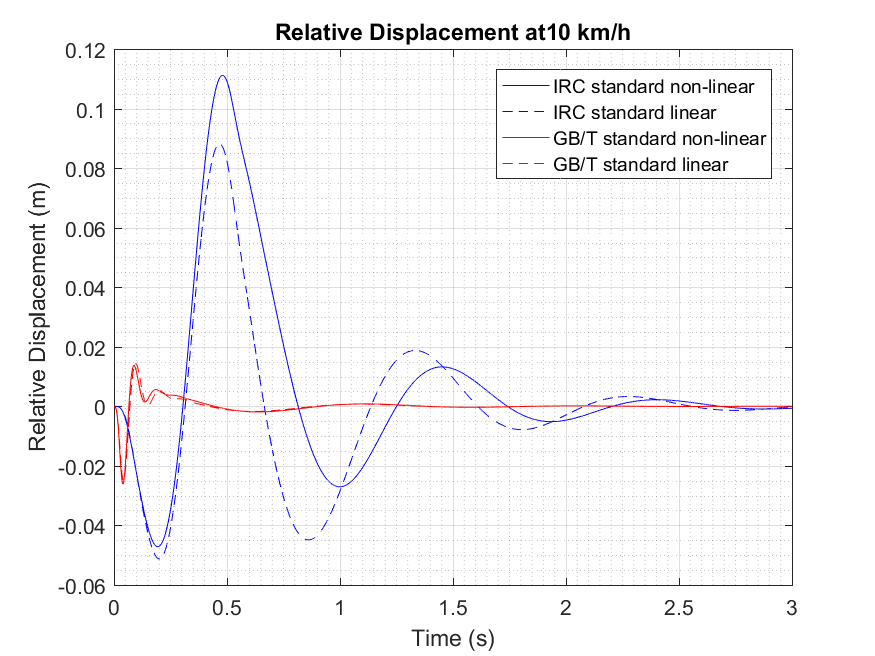 Relative Displacement at10 km/h
0.12
0.1
0.08
0.06
0.04
0.02
0
-0.02
-0.04
-0.06
Relative Displacement (m)
IRC standard non-linear
IRC standard linear
GB/T standard non-linear
GB/T standard linear
0 0.5 1 1.5 2 2.5 3
Time (s)